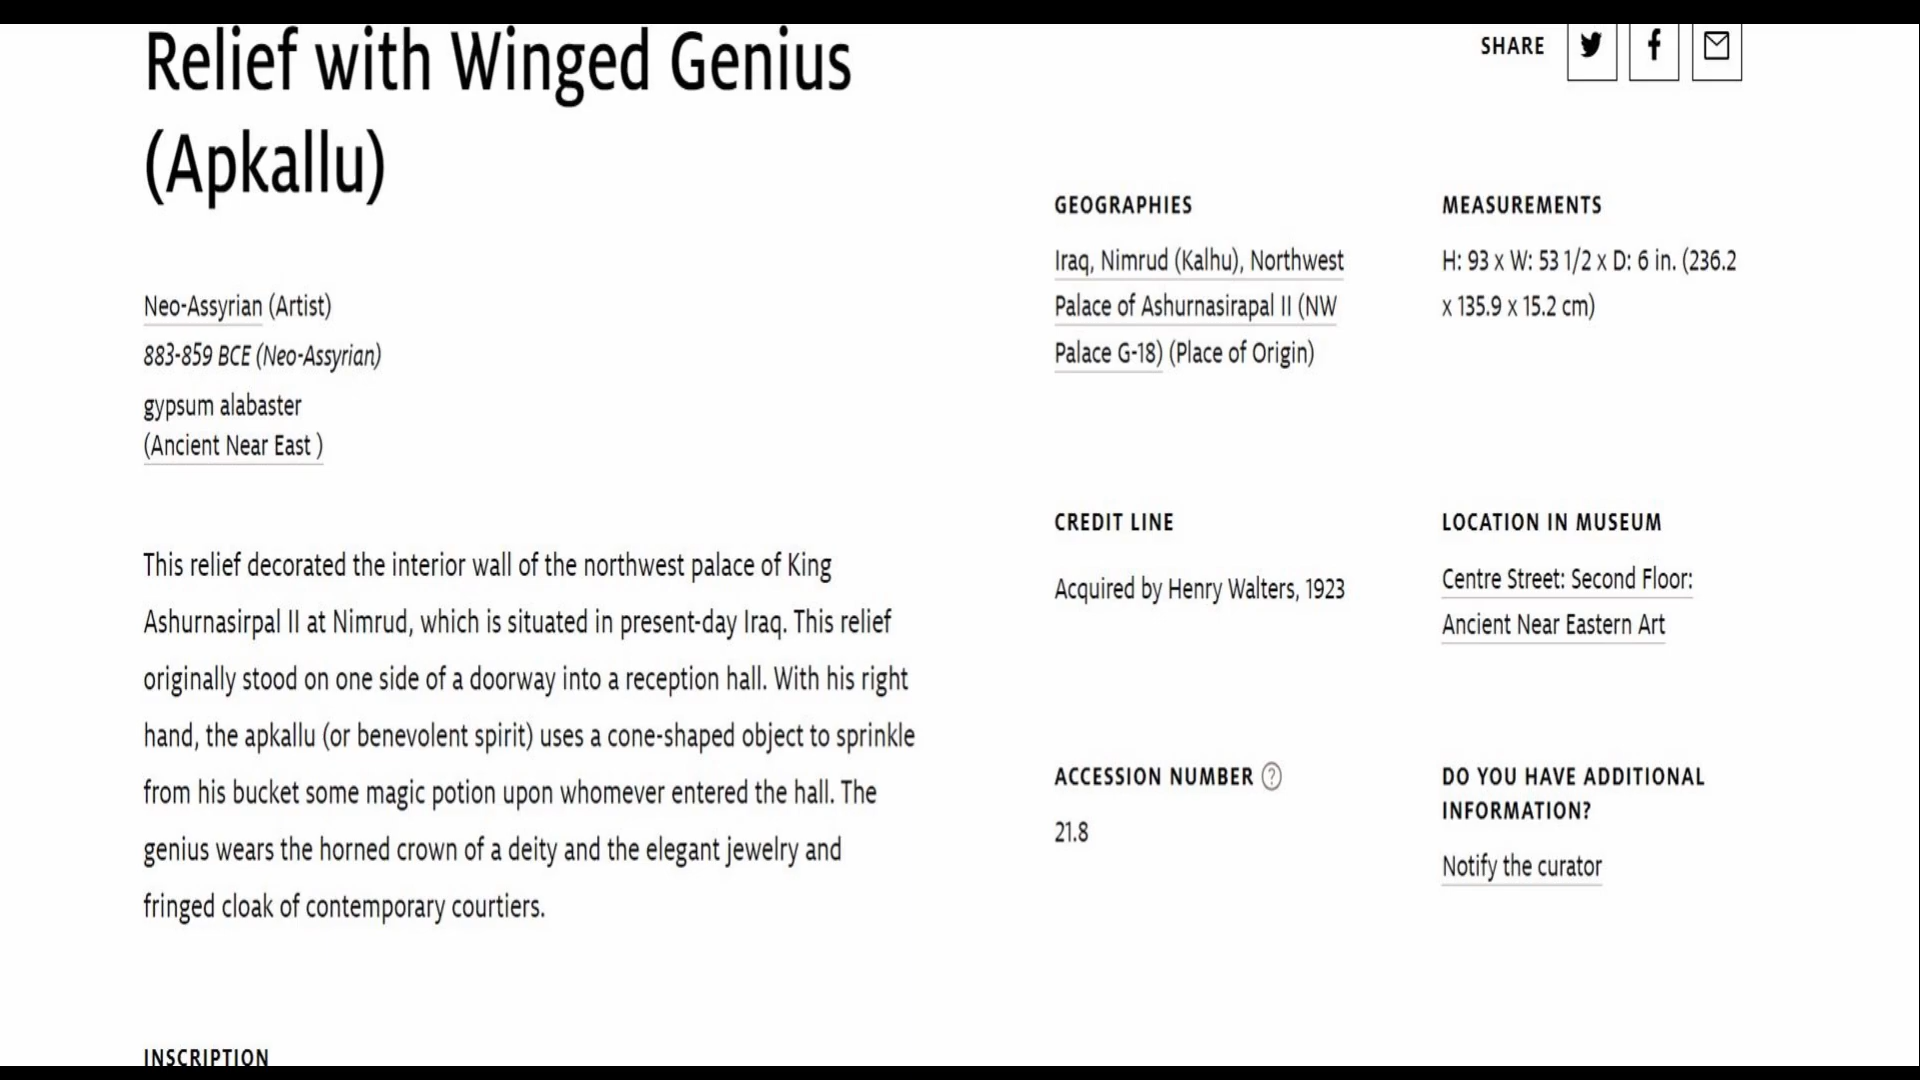 Relief with Winged Genius
(Apkallu)
Neo-Assyrian (Artist)
883-859 BCE (Neo-Assyrian)
gypsum alabaster
(Ancient Near East )
This relief decorated the interior wall of the northwest palace of King
Ashurnasirpal II at Nimrud, which is situated in present-day Iraq. This relief
originally stood on one side of a doorway into a reception hall. With his right
hand, the apkallu (or benevolent spirit) uses a cone-shaped object to sprinkle
from his bucket some magic potion upon whomever entered the hall. The
genius wears the horned crown of a deity and the elegant jewelry and
fringed cloak of contemporary courtiers.
INSCRIPTION
SHARE
GEOGRAPHIES
Iraq, Nimrud (Kalhu), Northwest
Palace of Ashurnasirapal II (NW
Palace G-18) (Place of Origin)
MEASUREMENTS
H: 93 x W: 53 1/2 x D: 6 in. (236.2
x 135.9 x 15.2 cm)
CREDIT LINE
Acquired by Henry Walters, 1923
LOCATION IN MUSEUM
Centre Street: Second Floor:
Ancient Near Eastern Art
ACCESSION NUMBER ?
21.8
DO YOU HAVE ADDITIONAL
INFORMATION?
Notify the curator